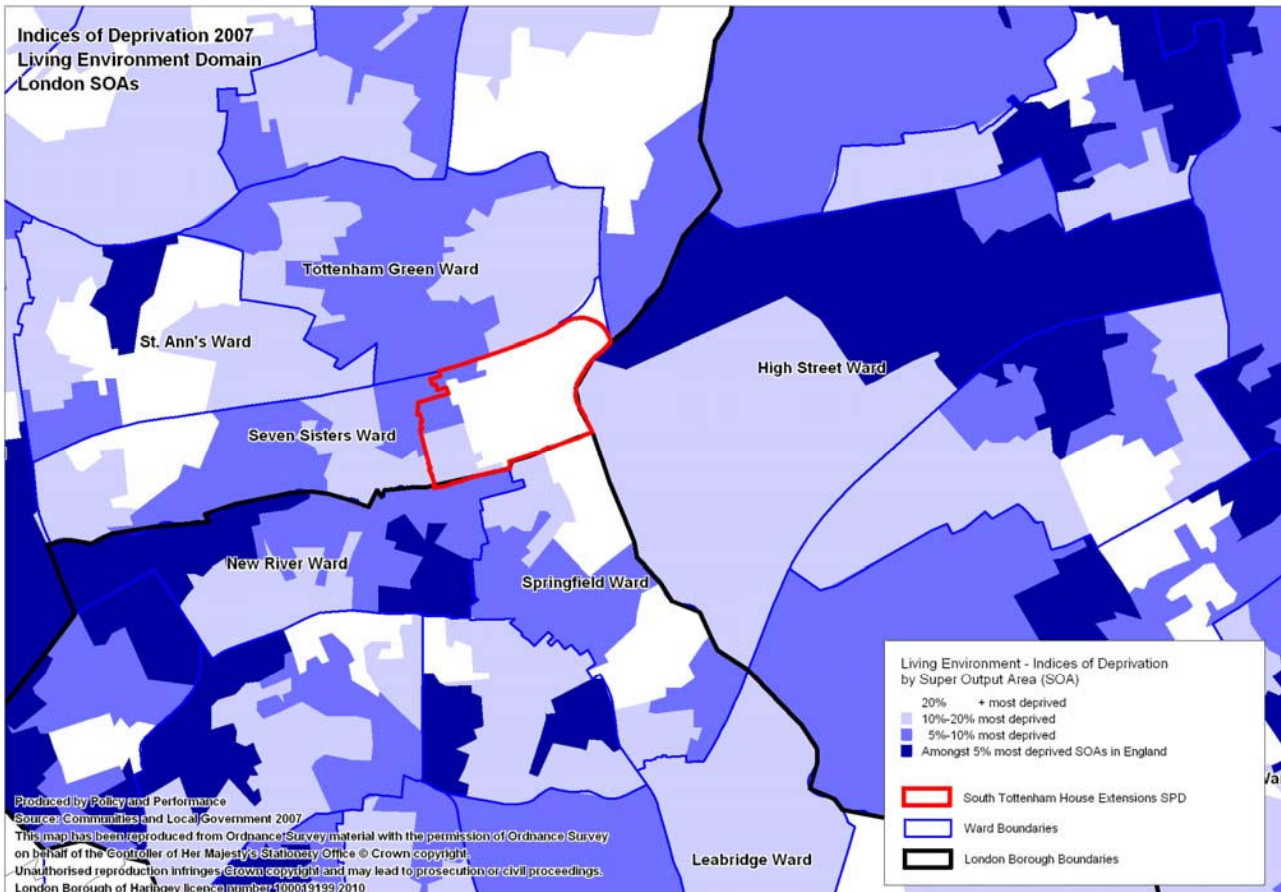 Indices of Deprivation 2007
Living Environment Domain
London SOAs
Tottenham Green Ward
St. Ann's Ward
High Street Ward
Seven Sisters Ward
New River Ward
Springfield Ward
Leabridge Ward
Living Environment - Indices of Deprivation
by Super Output Area (SOA)
20% + most deprived
10%-20% most deprived
5%-10% most deprived
Amongst 5% most deprived SOAs in England
South Tottenham House Extensions SPD
Ward Boundaries
London Borough Boundaries
Produced by Policy and Performance
Source: Communities and Local Government 2007
This map has been reproduced from Ordnance Survey material with the permission of Ordnance Survey
on behalf of the Controller of Her Majesty's Stationery Office © Crown copyright.
Unauthorised reproduction infringes Crown copyright and may lead to prosecution or civil proceedings.
London Borough of Haringey licence number 100019199 2010